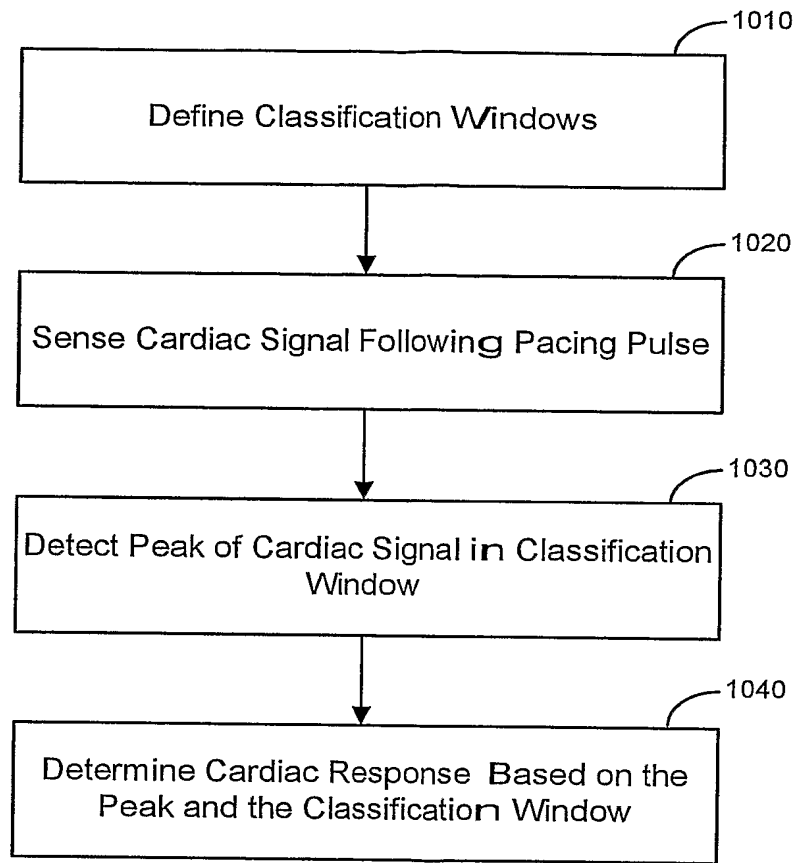 1010
Define Classification Windows
1020
Sense Cardiac Signal Following Pacing Pulse
1030
Detect Peak of Cardiac Signal in Classification
Window
1040
Determine Cardiac Response Based on the
Peak and the Classification Window